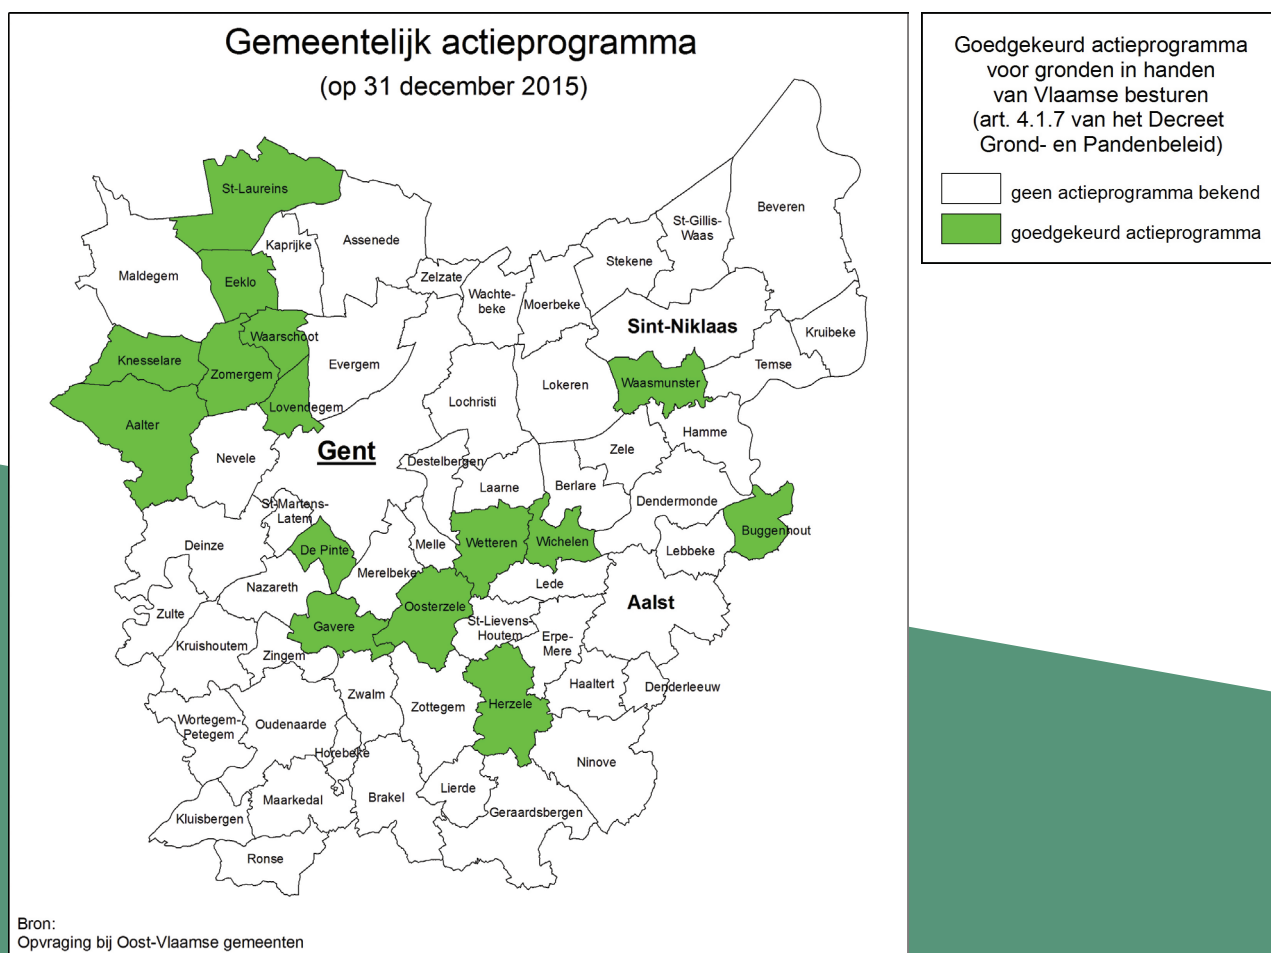 Gemeentelijk actieprogramma
(op 31 december 2015)
Goedgekeurd actieprogramma
voor gronden in handen
van Vlaamse besturen
(art. 4.1.7 van het Decreet
Grond- en Pandenbeleid)
geen actieprogramma bekend
goedgekeurd actieprogramma
St-Laureins
Beveren
St-Gillis-
Waas
Assenede
Kaprijke
Stekene
Maldegem
Zelzate
Eeklo
Wachte-
beke
Moerbeke
Sint-Niklaas
Kruibeke
Waarschoot
Knesselare
Evergem
Temse
Zomergem
Lokeren
Waasmunster
Lochristi
Lovendegem
Aalter
Hamme
Gent
Zele
Nevele
Destelbergen
Laarne
Berlare
Dendermonde
St-Martens-
Latem
Buggenhout
Deinze
De Pinte
Melle
Wetteren
Wichelen
Lebbeke
Merelbeke
Nazareth
Lede
Aalst
Zulte
Oosterzele
Gavere
St-Lievens-
Houtem
Erpe-
Mere
Kruishoutem
Zingem
Haaltert
Denderleeuw
Zwalm
Zottegem
Herzele
Wortegem-
Petegem
Oudenaarde
Horebeke
Ninove
Lierde
Maarkedal
Brakel
Geraardsbergen
Kluisbergen
Ronse
Bron:
Opvraging bij Oost-Vlaamse gemeenten